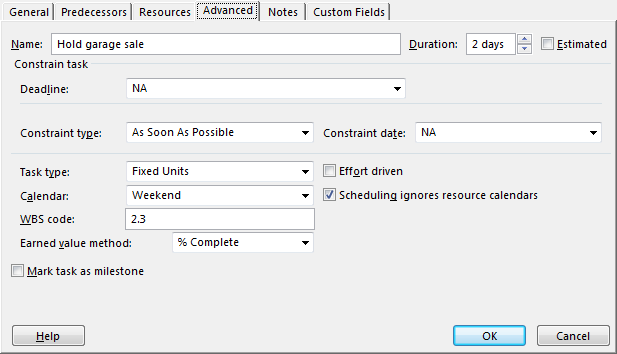 General Predecessors Resources Advanced Notes Custom Fields
Name: Hold garage sale Duration: 2 days Estimated
Constrain task
Deadline: NA
Constraint type: As Soon As Possible Constraint date: NA
Task type: Fixed Units Effort driven
Calendar: Weekend Scheduling ignores resource calendars
WBS code: 2.3
Earned value method: % Complete
Mark task as milestone
Help OK Cancel